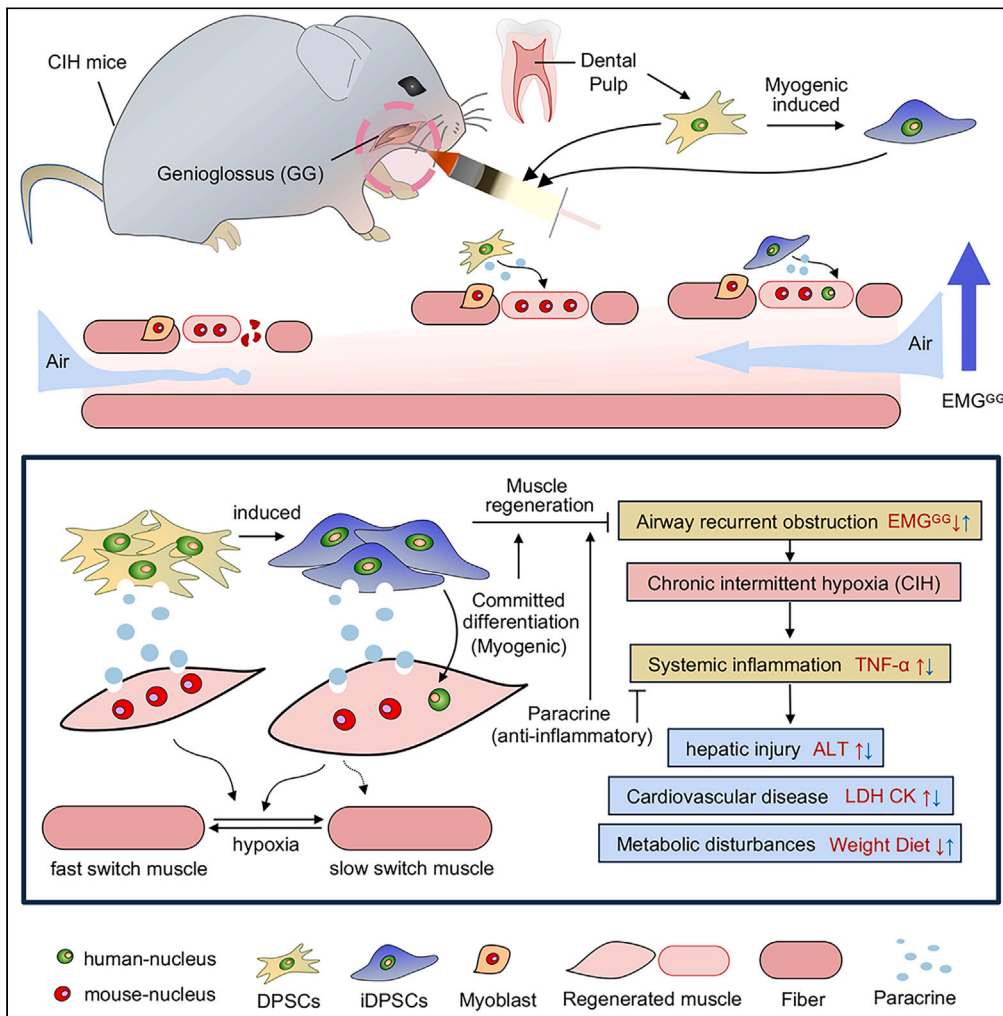 CIH mice
Genioglossus (GG)
Dental
Pulp
Myogenic
induced
Air
Air
EMGᴳᴳ
induced
Muscle
regeneration
Committed
differentiation
(Myogenic)
Paracrine
(anti-inflammatory)
hypoxia
fast switch muscle
slow switch muscle
Airway recurrent obstruction EMGᴳᴳ↓↑
Chronic intermittent hypoxia (CIH)
Systemic inflammation TNF-α ↑↓
hepatic injury ALT ↑↓
Cardiovascular disease LDH CK ↑↓
Metabolic disturbances Weight Diet ↓↑
human-nucleus
mouse-nucleus
DPSCs
iDPSCs
Myoblast
Regenerated muscle
Fiber
Paracrine